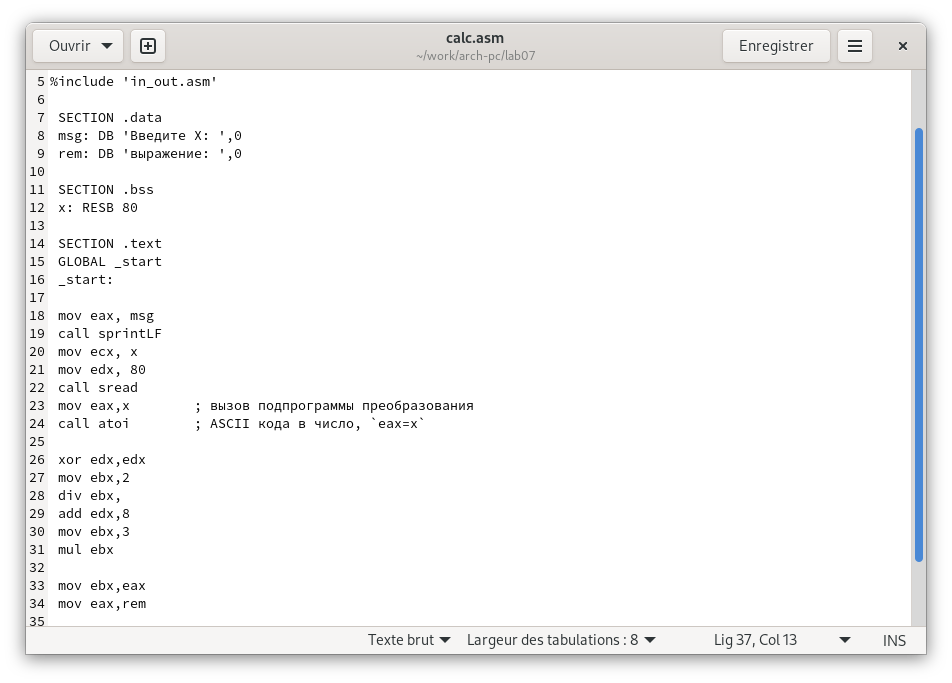 Ouvrir
calc.asm
~/work/arch-pc/lab07
Enregistrer
5 %include 'in_out.asm'
6
7 SECTION .data
8 msg: DB 'Введите X: ',0
9 rem: DB 'выражение: ',0
10
11 SECTION .bss
12 x: RESB 80
13
14 SECTION .text
15 GLOBAL _start
16 _start:
17
18 mov eax, msg
19 call sprintLF
20 mov ecx, x
21 mov edx, 80
22 call sread
23 mov eax,x        ; вызов подпрограммы преобразования
24 call atoi        ; ASCII кода в число, `eax=x`
25
26 xor edx,edx
27 mov ebx,2
28 div ebx,
29 add edx,8
30 mov ebx,3
31 mul ebx
32
33 mov ebx,eax
34 mov eax,rem
35
Texte brut
Largeur des tabulations : 8
Lig 37, Col 13
INS